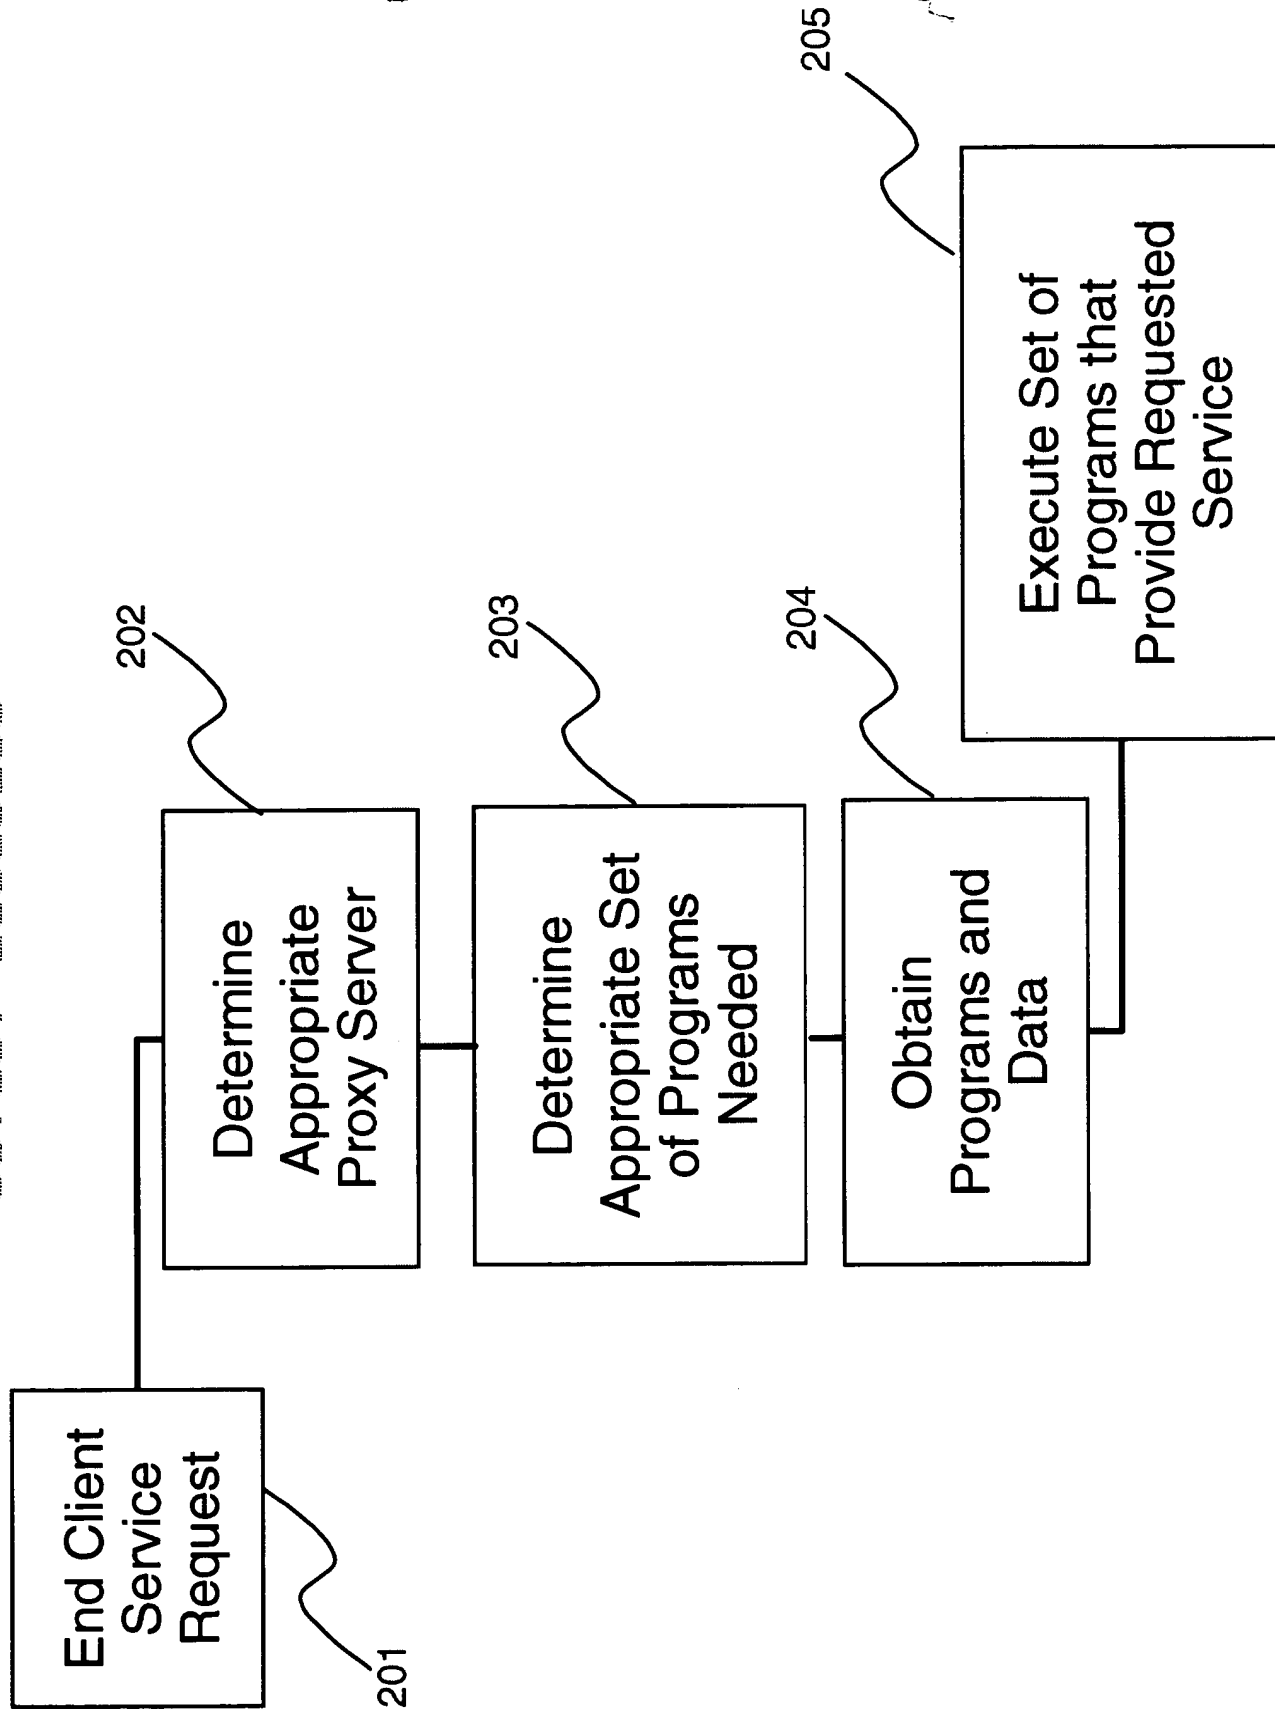 End Client
Service
Request
201
202
Determine
Appropriate
Proxy Server
203
Determine
Appropriate Set
of Programs
Needed
204
Obtain
Programs and
Data
205
Execute Set of
Programs that
Provide Requested
Service